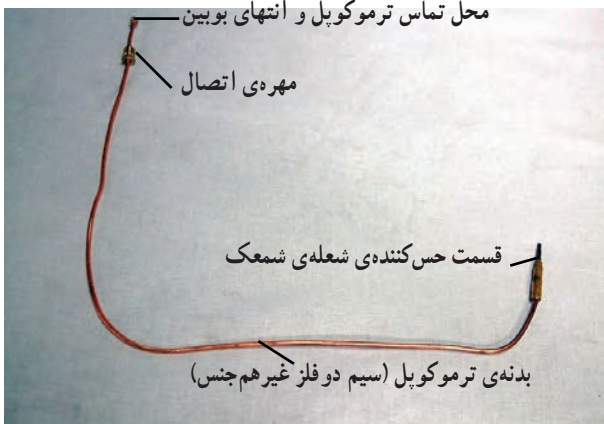 محل تماس ترموکوپل و انتهای بوبین
مهره‌ی اتصال
قسمت حس‌کننده‌ی شعله‌ی شمعک
بدنه‌ی ترموکوپل (سیم دو فلز غیرهم‌جنس)